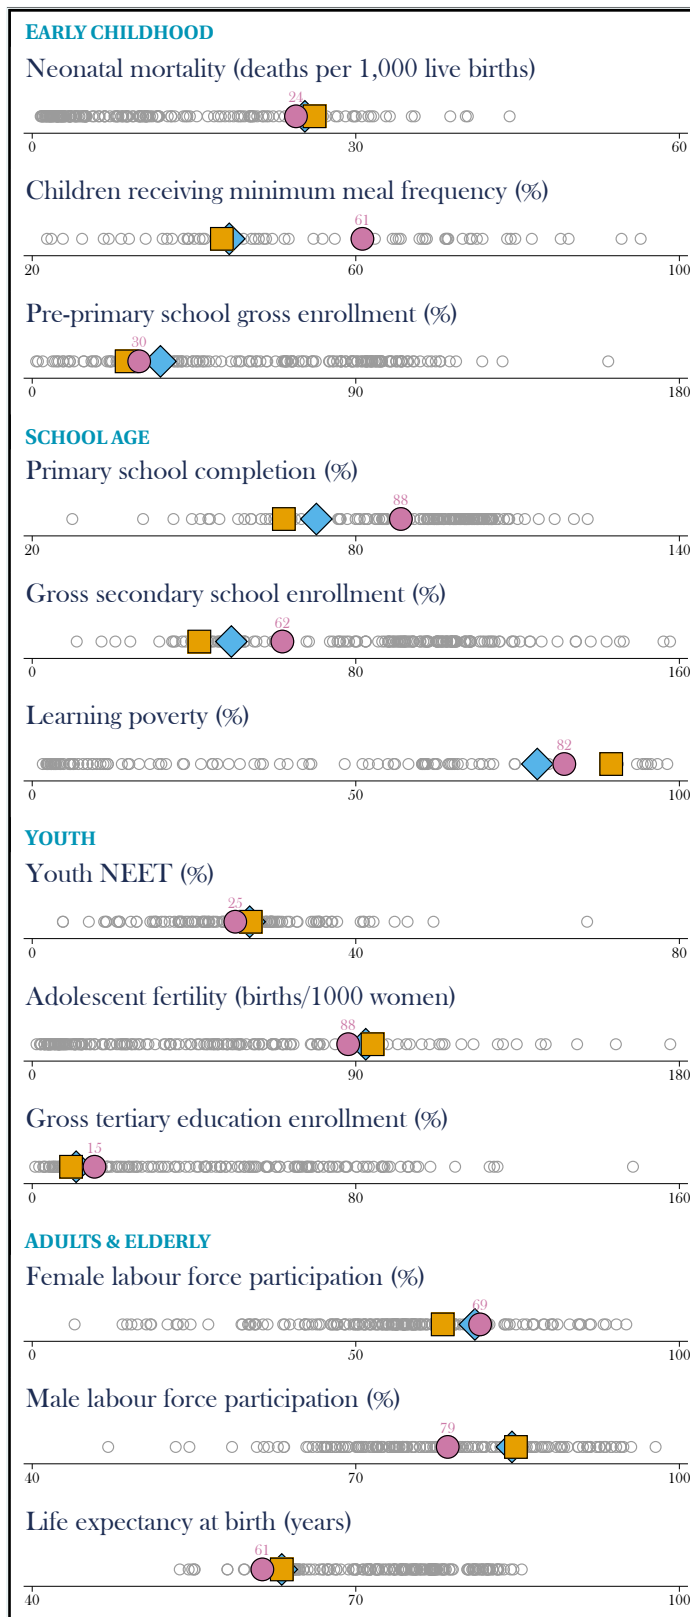 EARLY CHILDHOOD
Neonatal mortality (deaths per 1,000 live births)
24
0 30 60
Children receiving minimum meal frequency (%)
61
20 60 100
Pre-primary school gross enrollment (%)
30
0 90 180
SCHOOL AGE
Primary school completion (%)
88
20 80 140
Gross secondary school enrollment (%)
62
0 80 160
Learning poverty (%)
82
0 50 100
YOUTH
Youth NEET (%)
25
0 40 80
Adolescent fertility (births/1000 women)
88
0 90 180
Gross tertiary education enrollment (%)
15
0 80 160
ADULTS & ELDERLY
Female labour force participation (%)
69
0 50 100
Male labour force participation (%)
79
40 70 100
Life expectancy at birth (years)
61
40 70 100